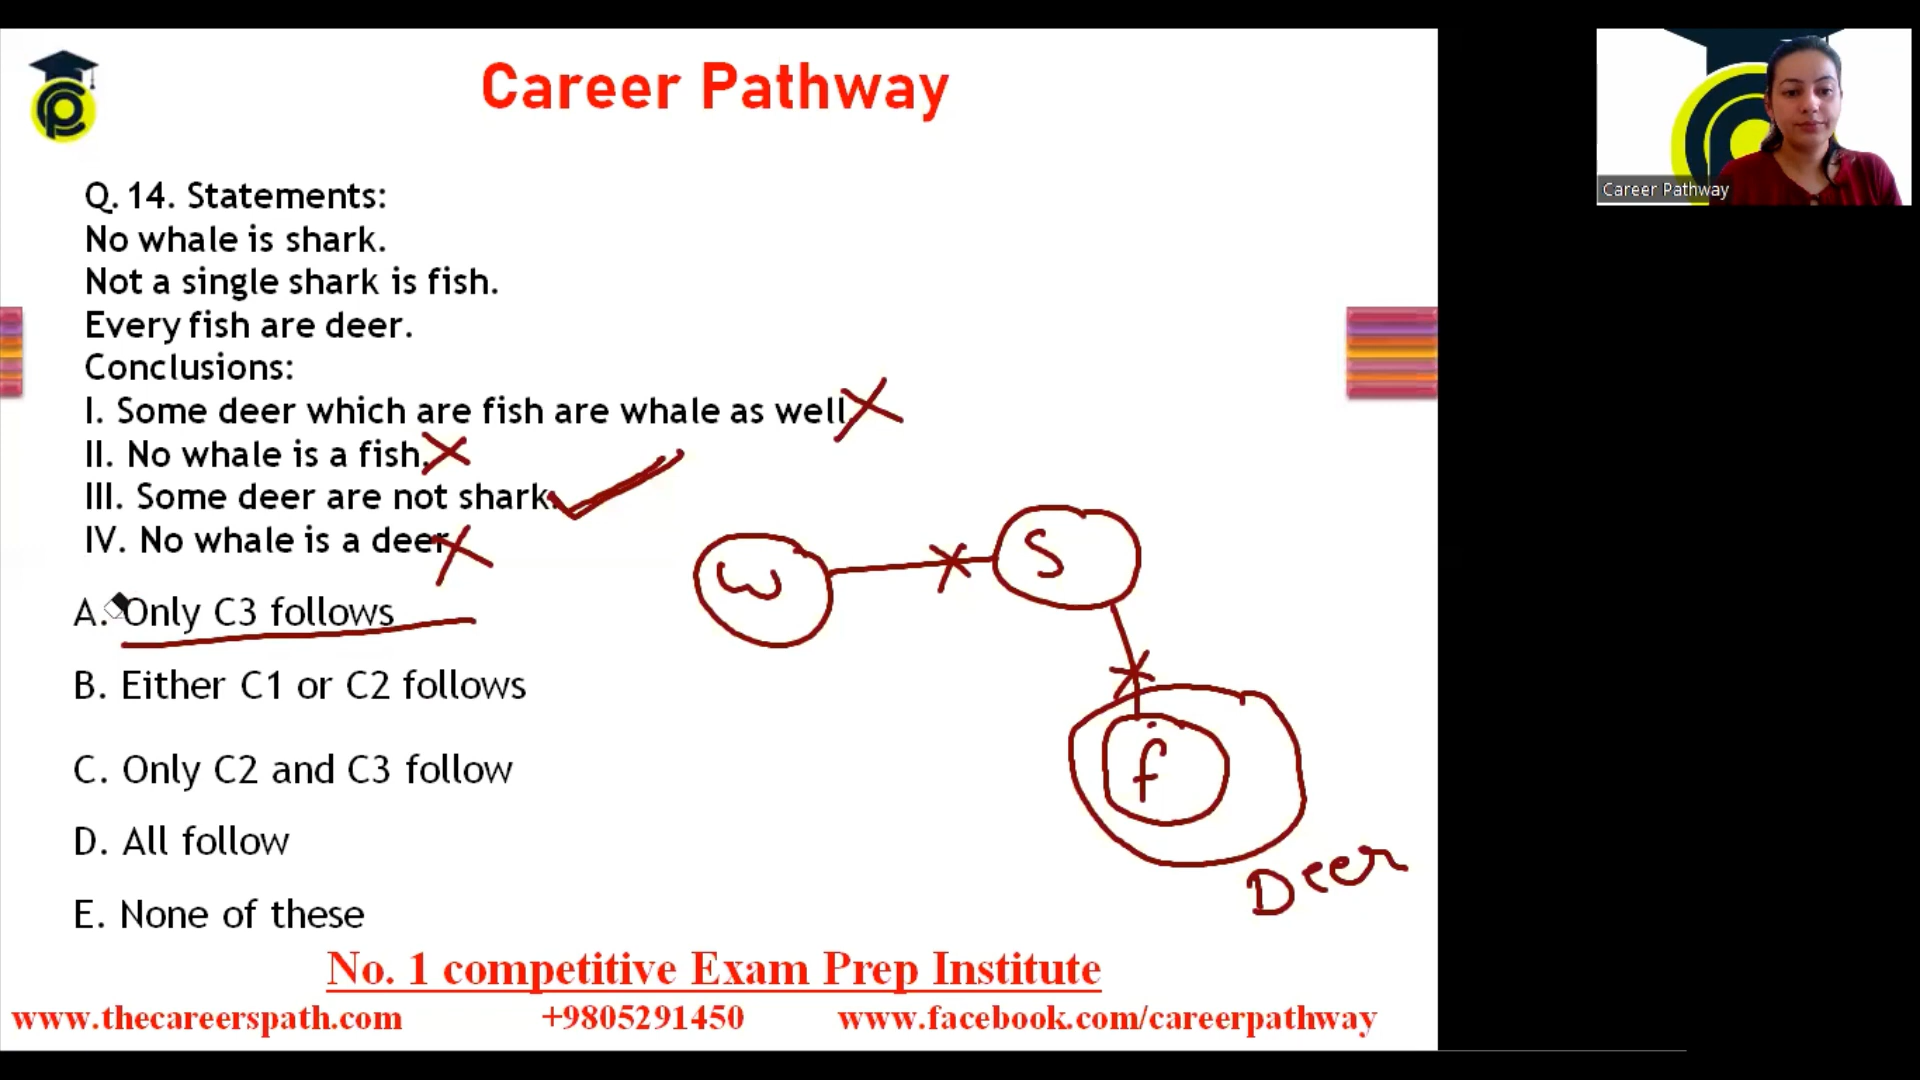 Career Pathway
Career Pathway
Q. 14. Statements:
No whale is shark.
Not a single shark is fish.
Every fish are deer.
Conclusions:
I. Some deer which are fish are whale as well
II. No whale is a fish.
III. Some deer are not shark.
IV. No whale is a deer
A. Only C3 follows
B. Either C1 or C2 follows
C. Only C2 and C3 follow
D. All follow
E. None of these
W
S
f
Deer
No. 1 competitive Exam Prep Institute
www.thecareerspath.com +9805291450 www.facebook.com/careerpathway